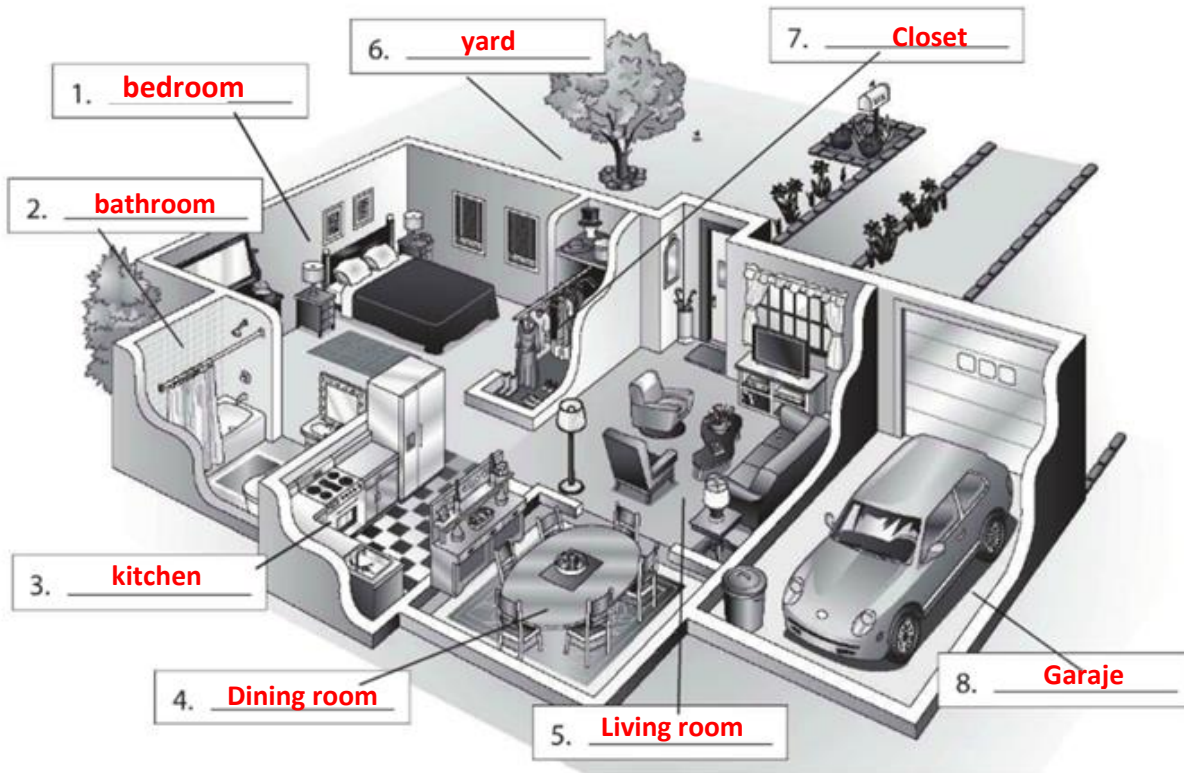 1. bedroom
2. bathroom
3. kitchen
4. Dining room
5. Living room
6. yard
7. Closet
8. Garaje